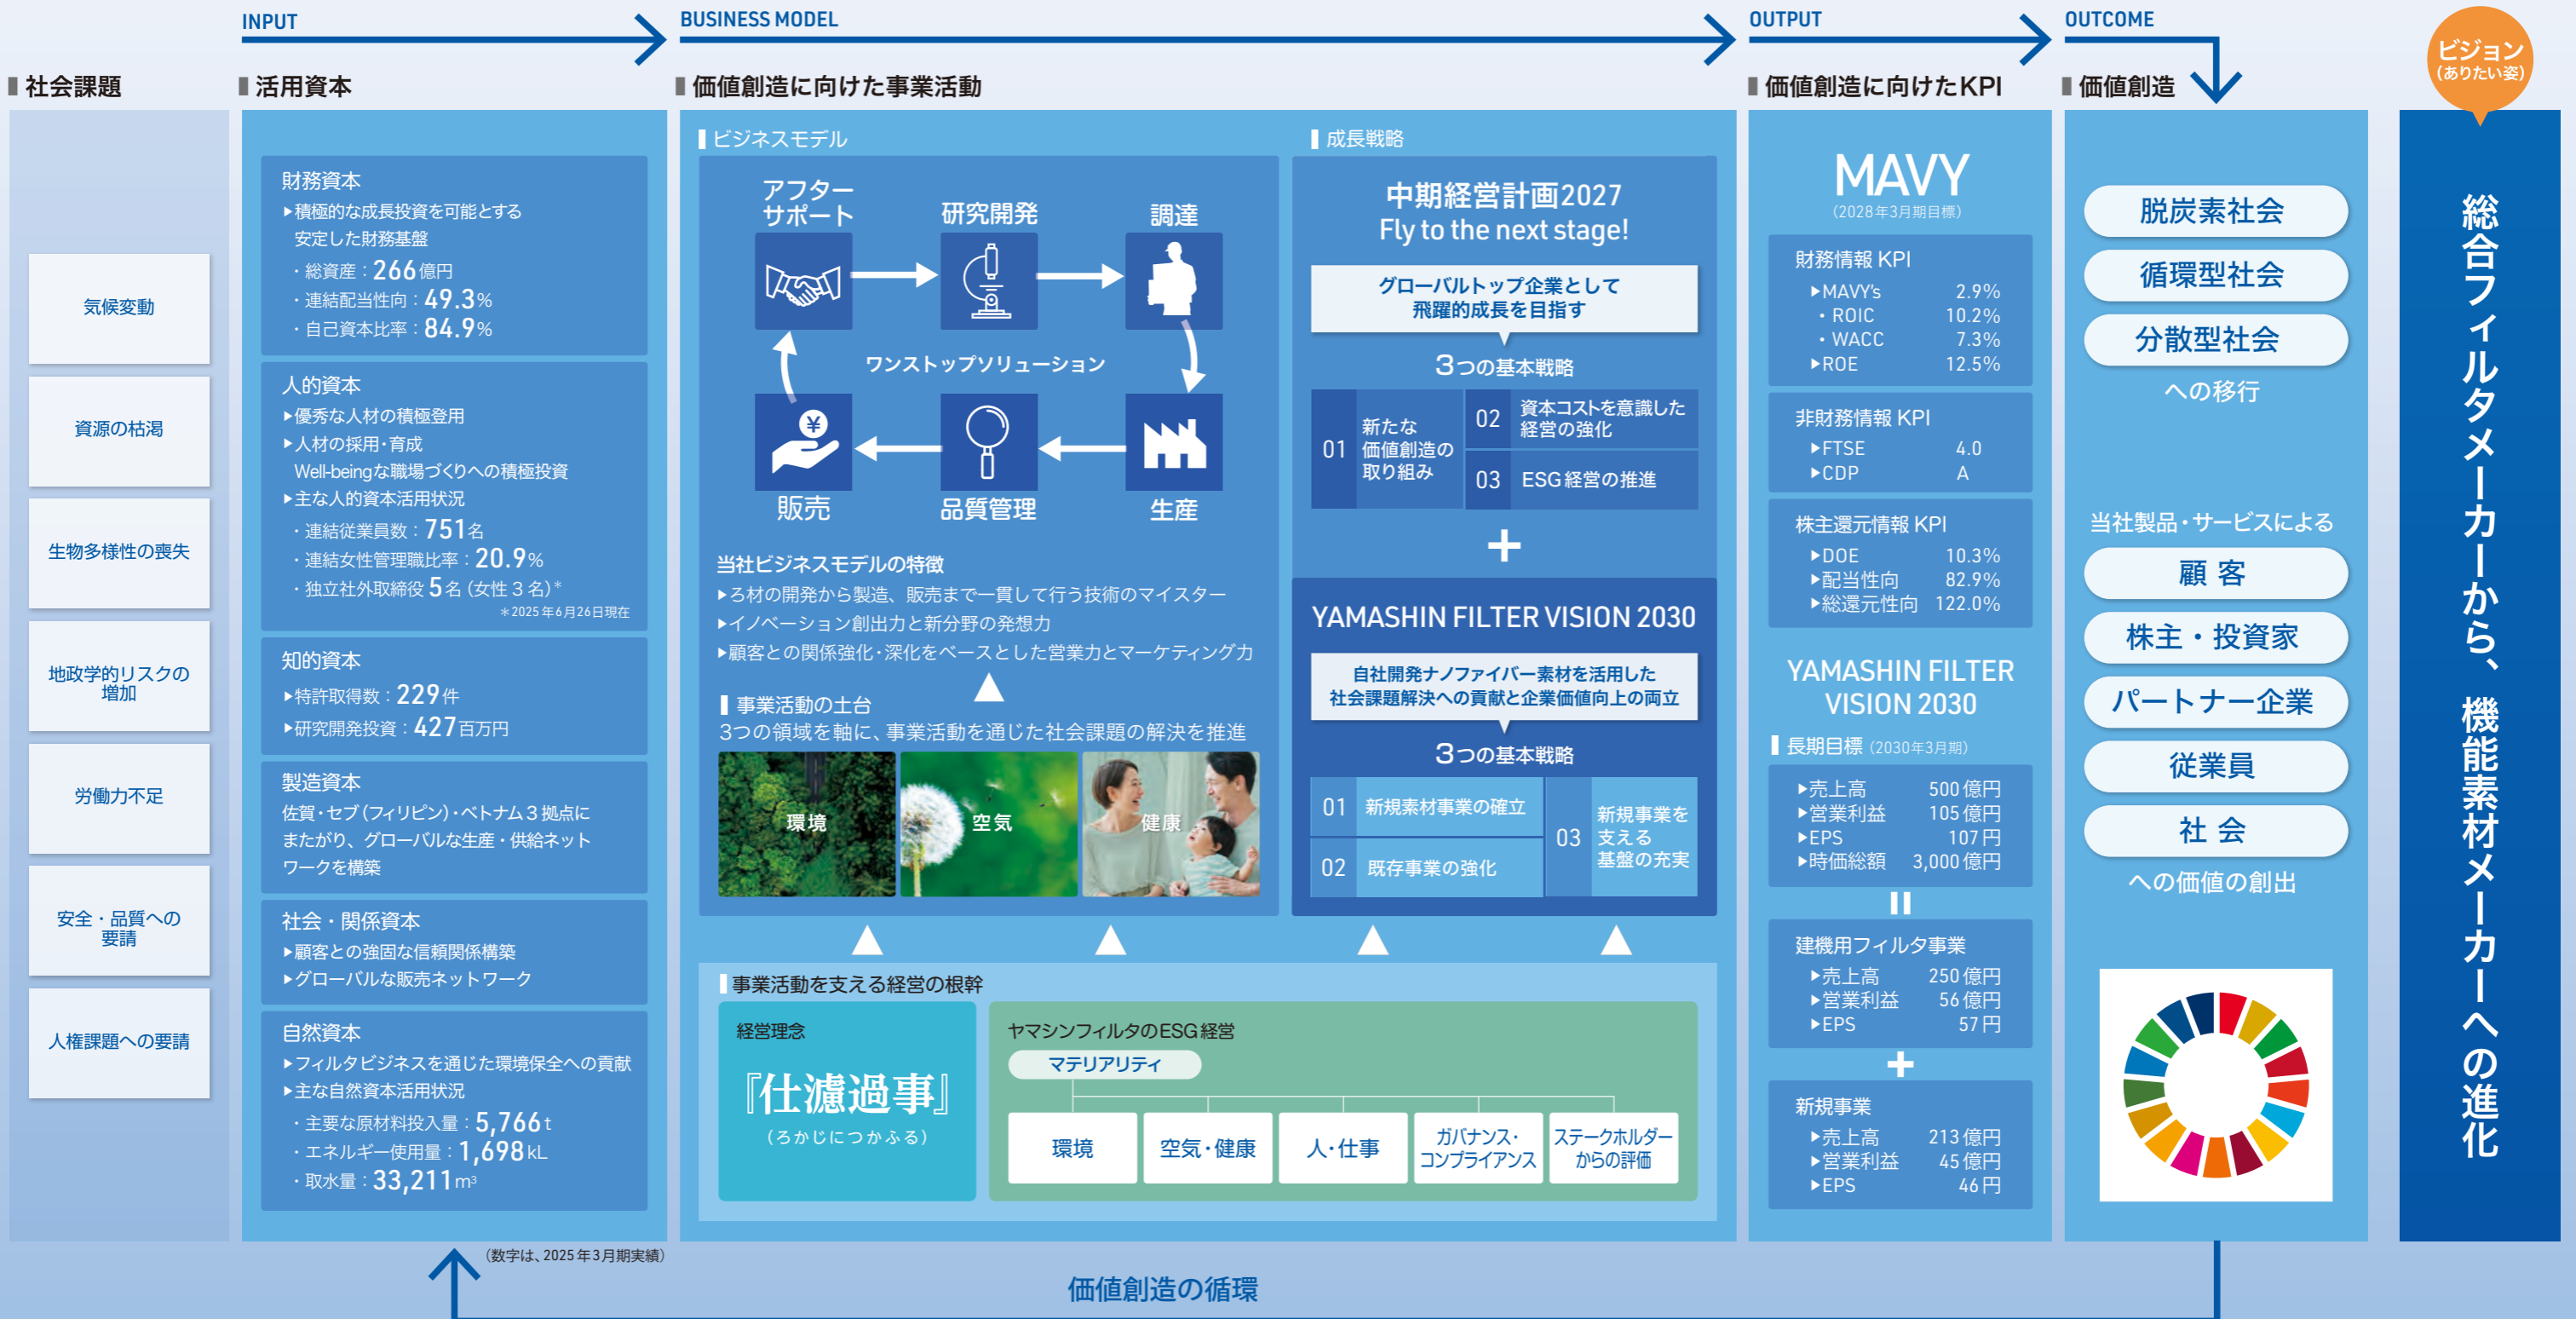 INPUT
BUSINESS MODEL
OUTPUT
OUTCOME
ビジョン
(ありたい姿)
社会課題
活用資本
価値創造に向けた事業活動
価値創造に向けたKPI
価値創造
気候変動
資源の枯渇
生物多様性の喪失
地政学的リスクの
増加
労働力不足
安全・品質への
要請
人権課題への要請
財務資本
▶積極的な成長投資を可能とする
安定した財務基盤
・総資産：266億円
・連結配当性向：49.3%
・自己資本比率：84.9%
人的資本
▶優秀な人材の積極登用
▶人材の採用・育成
Well-beingな職場づくりへの積極投資
▶主な人的資本活用状況
・連結従業員数：751名
・連結女性管理職比率：20.9%
・独立社外取締役 5名（女性 3 名）*
＊2025年6月26日現在
知的資本
▶特許取得数：229件
▶研究開発投資：427百万円
製造資本
佐賀・セブ（フィリピン）・ベトナム 3 拠点に
またがり、グローバルな生産・供給ネット
ワークを構築
社会・関係資本
▶顧客との強固な信頼関係構築
▶グローバルな販売ネットワーク
自然資本
▶フィルタビジネスを通じた環境保全への貢献
▶主な自然資本活用状況
・主要な原材料投入量：5,766t
・エネルギー使用量：1,698kL
・取水量：33,211m³
（数字は、2025年3月期実績）
ビジネスモデル
アフター
サポート
研究開発
調達
ワンストップソリューション
販売
品質管理
生産
当社ビジネスモデルの特徴
▶ろ材の開発から製造、販売まで一貫して行う技術のマイスター
▶イノベーション創出力と新分野の発想力
▶顧客との関係強化・深化をベースとした営業力とマーケティング力
事業活動の土台
3つの領域を軸に、事業活動を通じた社会課題の解決を推進
環境
空気
健康
成長戦略
中期経営計画2027
Fly to the next stage!
グローバルトップ企業として
飛躍的成長を目指す
3つの基本戦略
01 新たな
価値創造の
取り組み
02 資本コストを意識した
経営の強化
03 ESG経営の推進
+
YAMASHIN FILTER VISION 2030
自社開発ナノファイバー素材を活用した
社会課題解決への貢献と企業価値向上の両立
3つの基本戦略
01 新規素材事業の確立
02 既存事業の強化
03 新規事業を
支える
基盤の充実
事業活動を支える経営の根幹
経営理念
『仕濾過事』
（ろかじにつかふる）
ヤマシンフィルタのESG経営
マテリアリティ
環境
空気・健康
人・仕事
ガバナンス・
コンプライアンス
ステークホルダー
からの評価
MAVY
（2028年3月期目標）
財務情報 KPI
▶MAVY's 2.9%
・ROIC 10.2%
・WACC 7.3%
▶ROE 12.5%
非財務情報 KPI
▶FTSE 4.0
▶CDP A
株主還元情報 KPI
▶DOE 10.3%
▶配当性向 82.9%
▶総還元性向 122.0%
YAMASHIN FILTER
VISION 2030
長期目標（2030年3月期）
▶売上高 500億円
▶営業利益 105億円
▶EPS 107円
▶時価総額 3,000億円
建機用フィルタ事業
▶売上高 250億円
▶営業利益 56億円
▶EPS 57円
+
新規事業
▶売上高 213億円
▶営業利益 45億円
▶EPS 46円
脱炭素社会
循環型社会
分散型社会
への移行
当社製品・サービスによる
顧 客
株主・投資家
パートナー企業
従業員
社 会
への価値の創出
総合フィルタメーカーから、機能素材メーカーへの進化
価値創造の循環